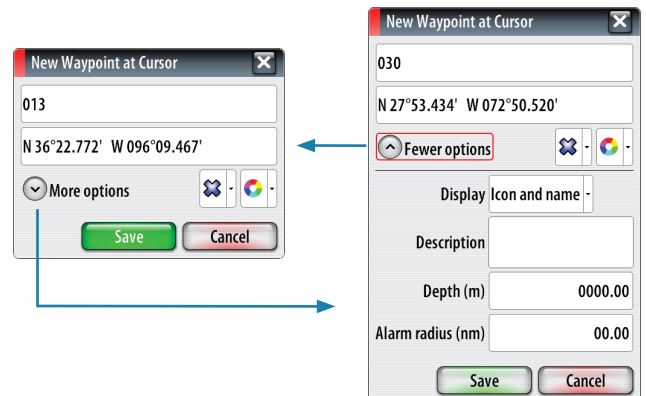 New Waypoint at Cursor
013
N 36°22.772' W 096°09.467'
More options
Save Cancel
New Waypoint at Cursor
030
N 27°53.434' W 072°50.520'
Fewer options
Display Icon and name
Description
Depth (m) 0000.00
Alarm radius (nm) 00.00
Save Cancel